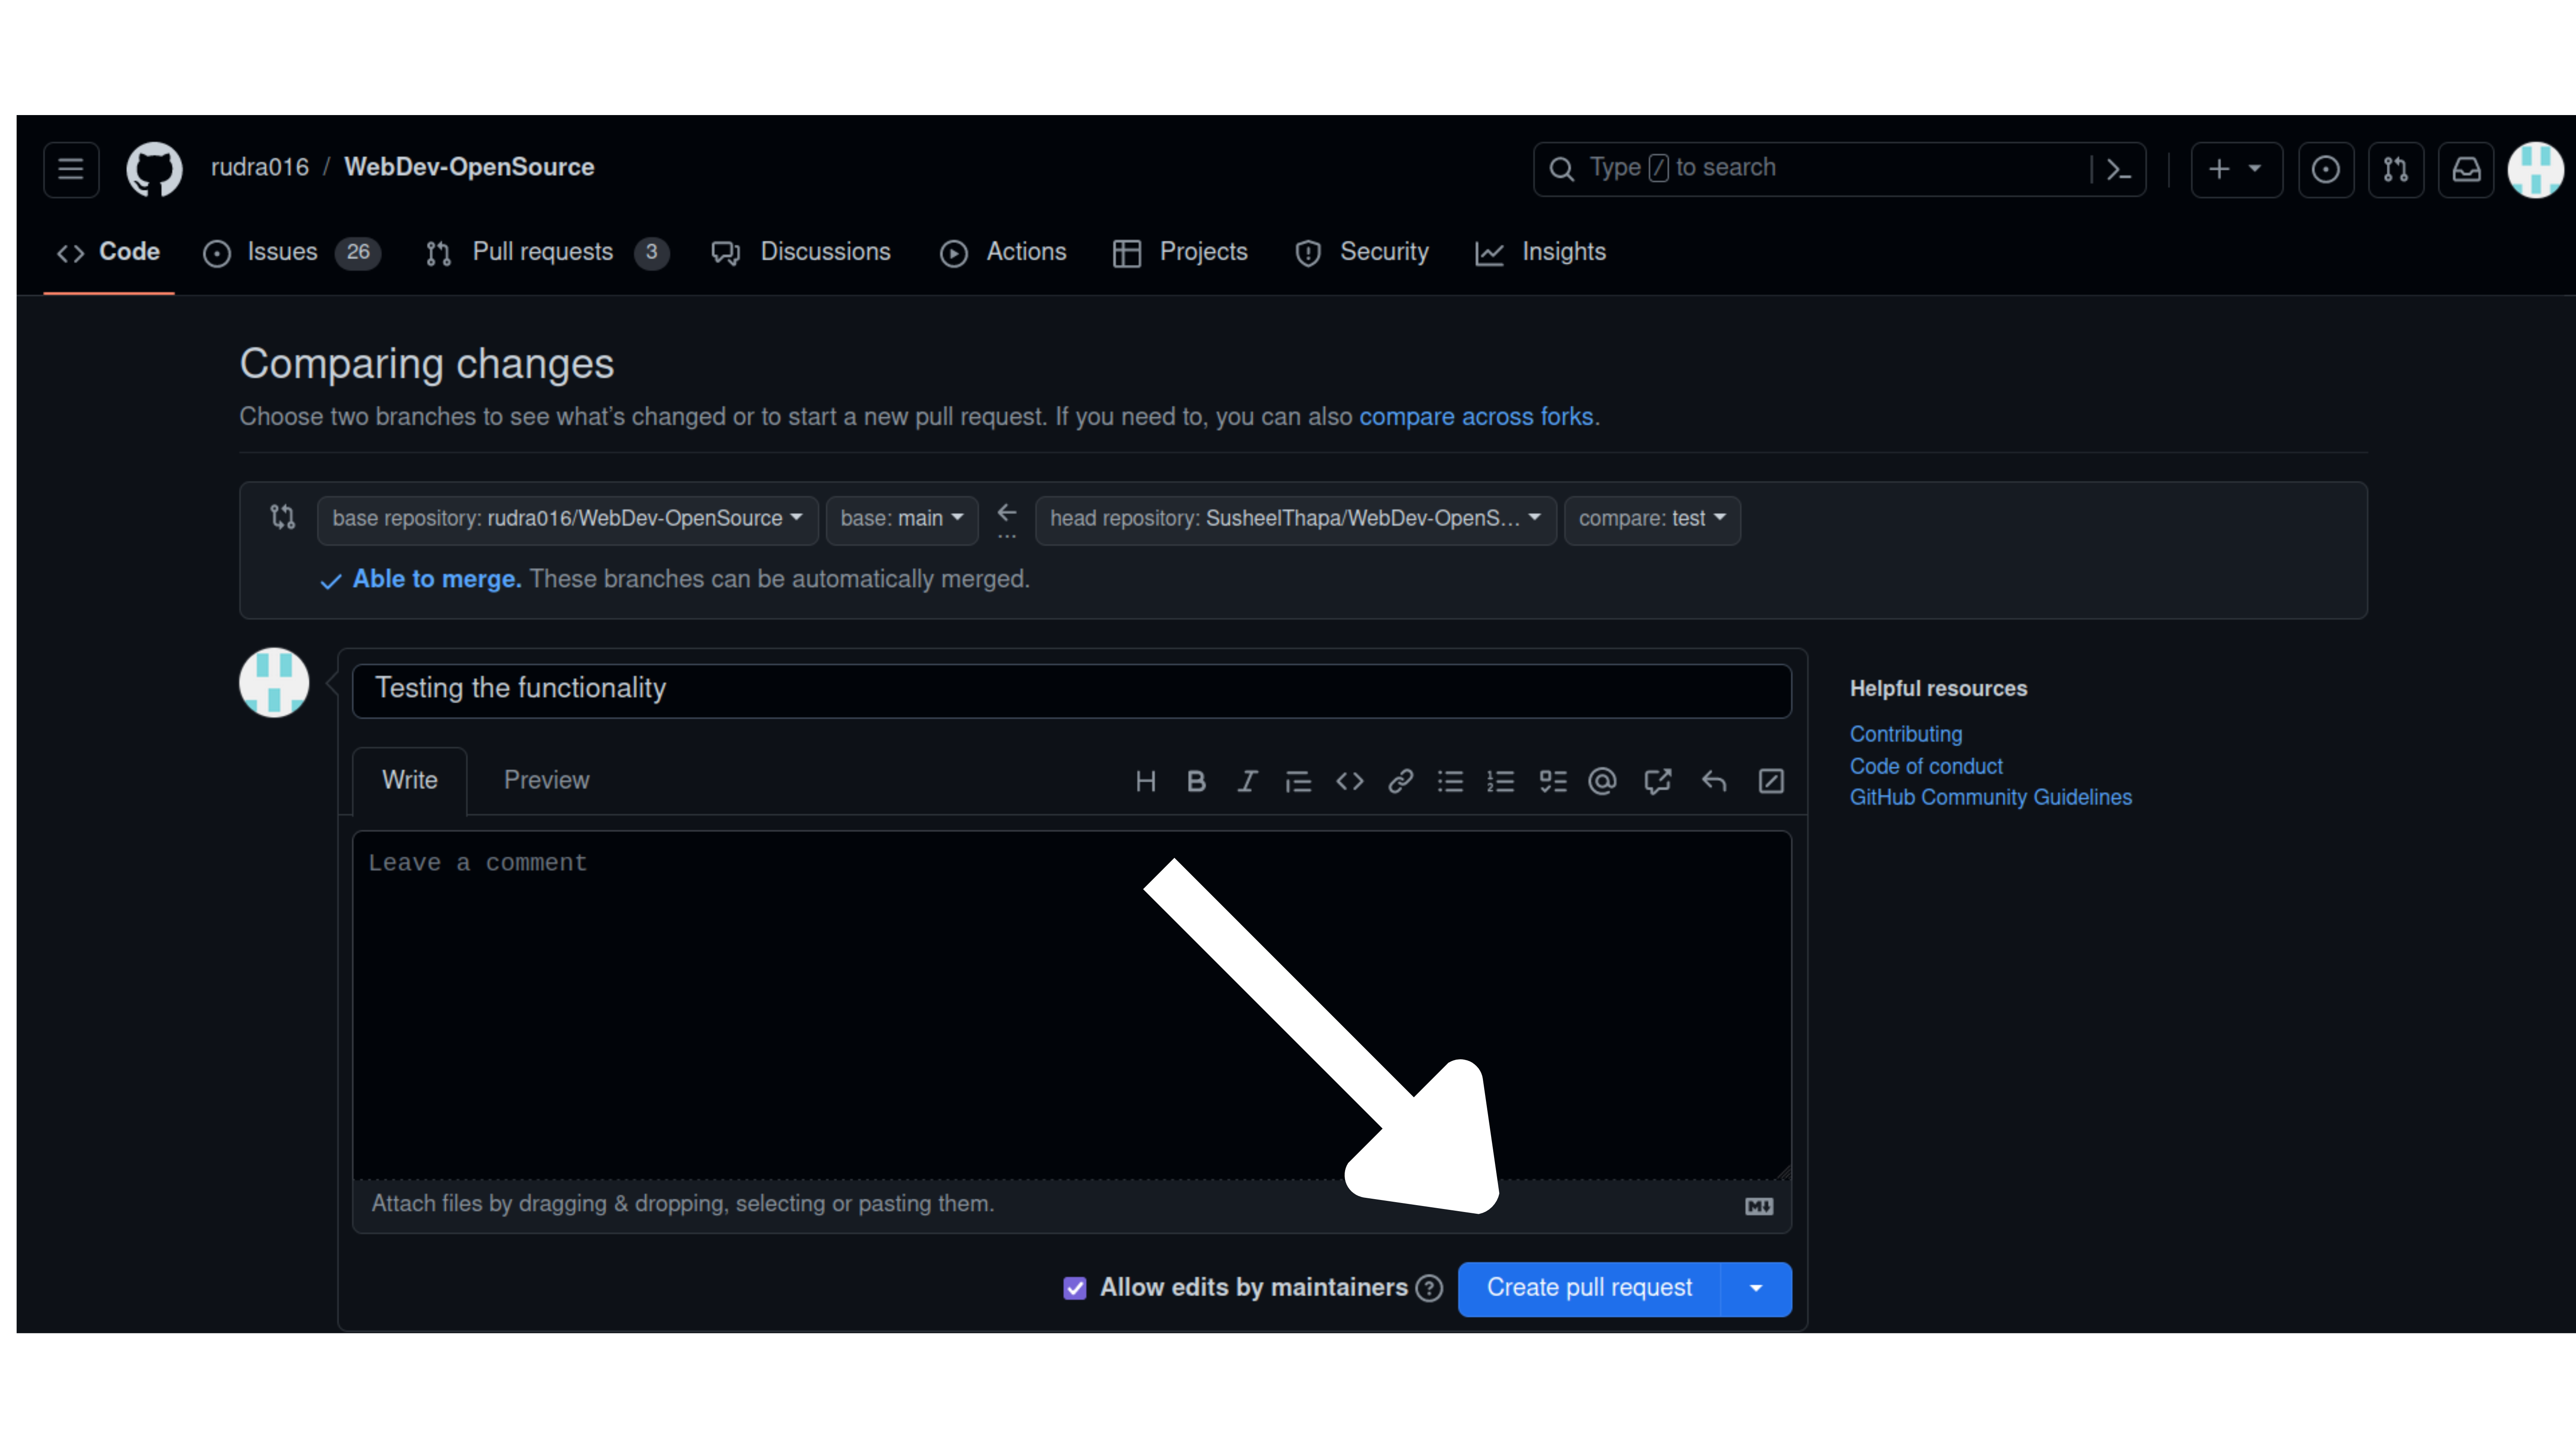 rudra016 / WebDev-OpenSource
Type / to search
Code Issues 26 Pull requests 3 Discussions Actions Projects Security Insights
Comparing changes
Choose two branches to see what's changed or to start a new pull request. If you need to, you can also compare across forks.
base repository: rudra016/WebDev-OpenSource base: main ... head repository: SusheelThapa/WebDev-OpenS... compare: test
Able to merge. These branches can be automatically merged.
Testing the functionality
Helpful resources
Contributing
Code of conduct
GitHub Community Guidelines
Write Preview
Leave a comment
Attach files by dragging & dropping, selecting or pasting them.
Allow edits by maintainers Create pull request